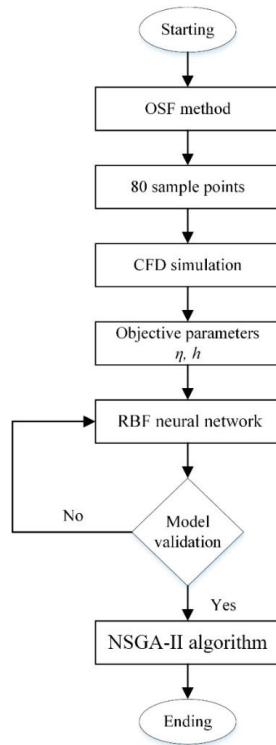 Starting
OSF method
80 sample points
CFD simulation
Objective parameters
η, h
RBF neural network
No
Model
validation
Yes
NSGA-II algorithm
Ending